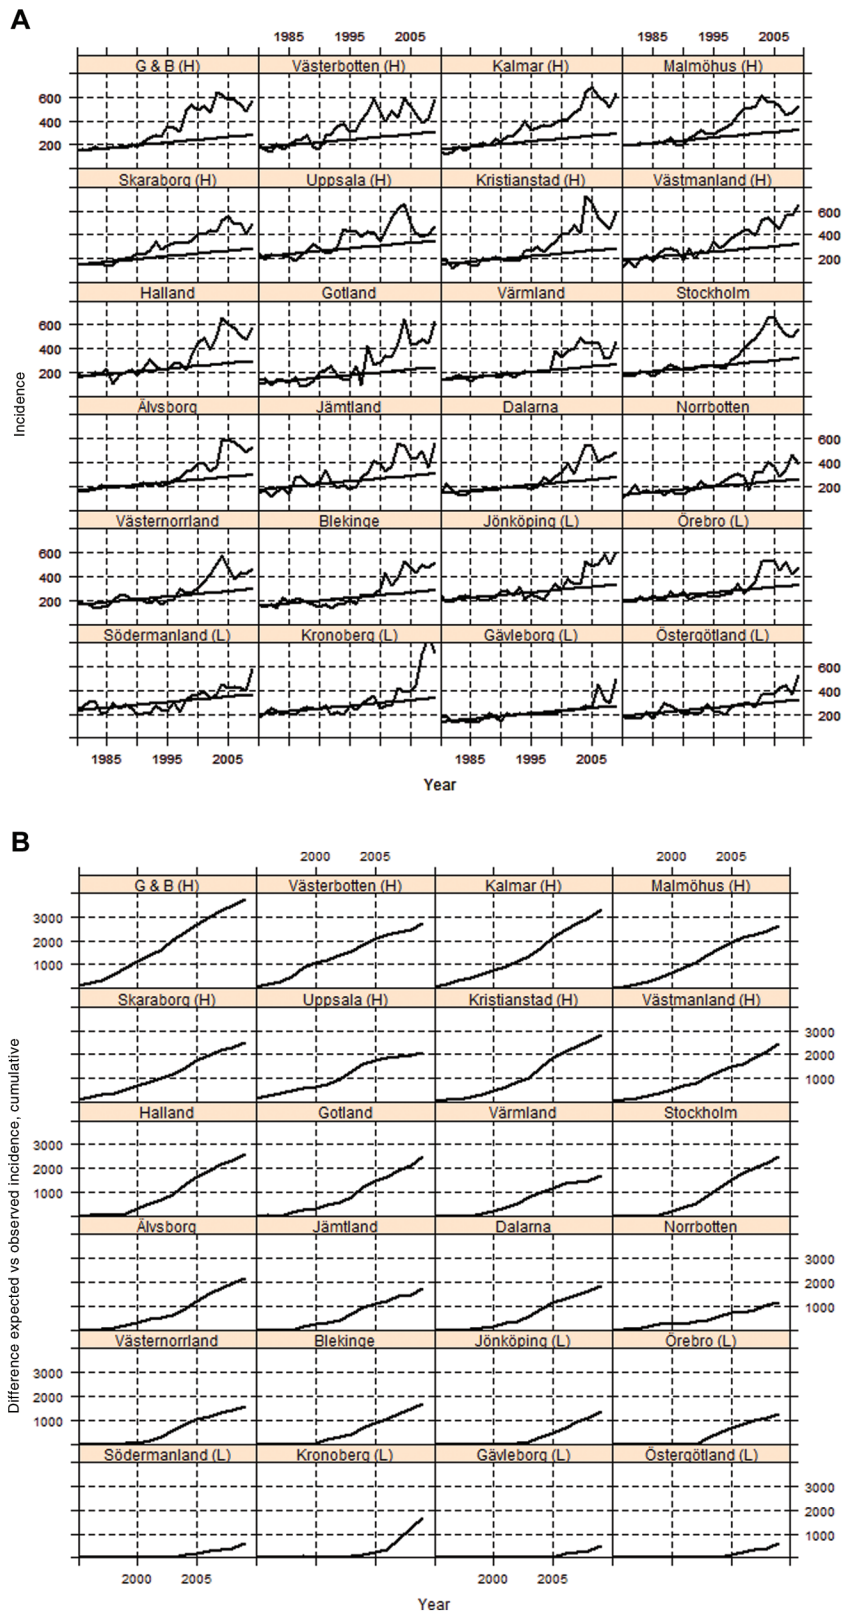 A
1985 1995 2005 1985 1995 2005
G & B (H) Västerbotten (H) Kalmar (H) Malmöhus (H)
600
400
200
Skaraborg (H) Uppsala (H) Kristianstad (H) Västmanland (H)
600
400
200
Halland Gotland Värmland Stockholm
600
400
200
Älvsborg Jämtland Dalarna Norrbotten
600
400
200
Västernorrland Blekinge Jönköping (L) Örebro (L)
600
400
200
Södermanland (L) Kronoberg (L) Gävleborg (L) Östergötland (L)
600
400
200
1985 1995 2005 1985 1995 2005
Incidence
Year
B
2000 2005 2000 2005
G & B (H) Västerbotten (H) Kalmar (H) Malmöhus (H)
3000
2000
1000
Skaraborg (H) Uppsala (H) Kristianstad (H) Västmanland (H)
3000
2000
1000
Halland Gotland Värmland Stockholm
3000
2000
1000
Älvsborg Jämtland Dalarna Norrbotten
3000
2000
1000
Västernorrland Blekinge Jönköping (L) Örebro (L)
3000
2000
1000
Södermanland (L) Kronoberg (L) Gävleborg (L) Östergötland (L)
3000
2000
1000
2000 2005 2000 2005
Difference expected vs observed incidence, cumulative
Year